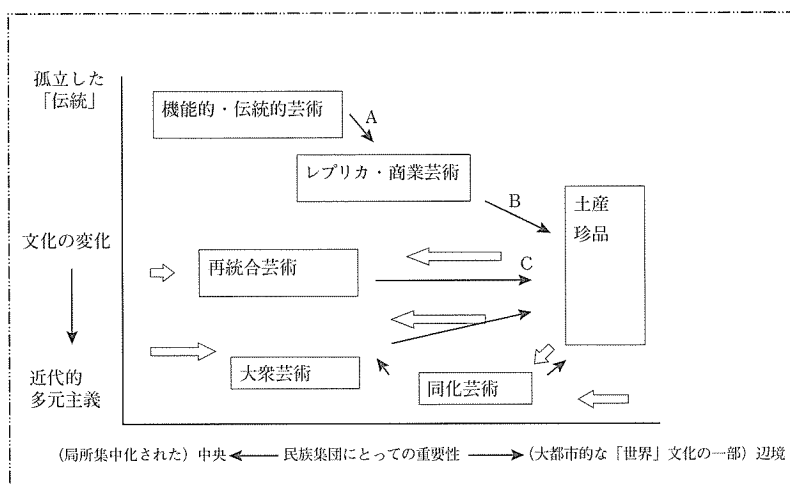 孤立した
「伝統」
機能的・伝統的芸術
A
レプリカ・商業芸術
B
土産
珍品
文化の変化
再統合芸術
C
近代的
多元主義
大衆芸術
同化芸術
(局所集中化された) 中央 民族集団にとっての重要性 (大都市的な「世界」文化の一部) 辺境